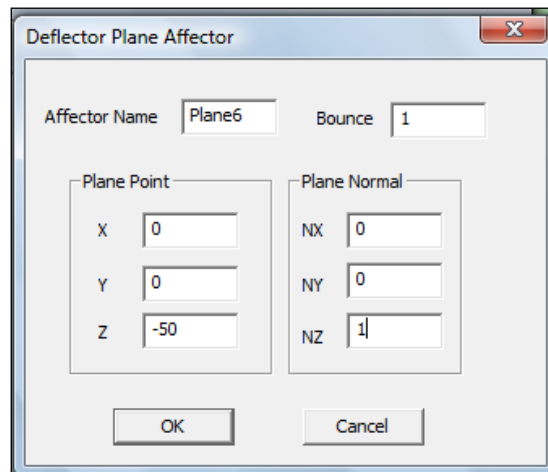 Deflector Plane Affector
Affector Name Plane6 Bounce 1
Plane Point Plane Normal
X 0 NX 0
Y 0 NY 0
Z -50 NZ 1
OK Cancel